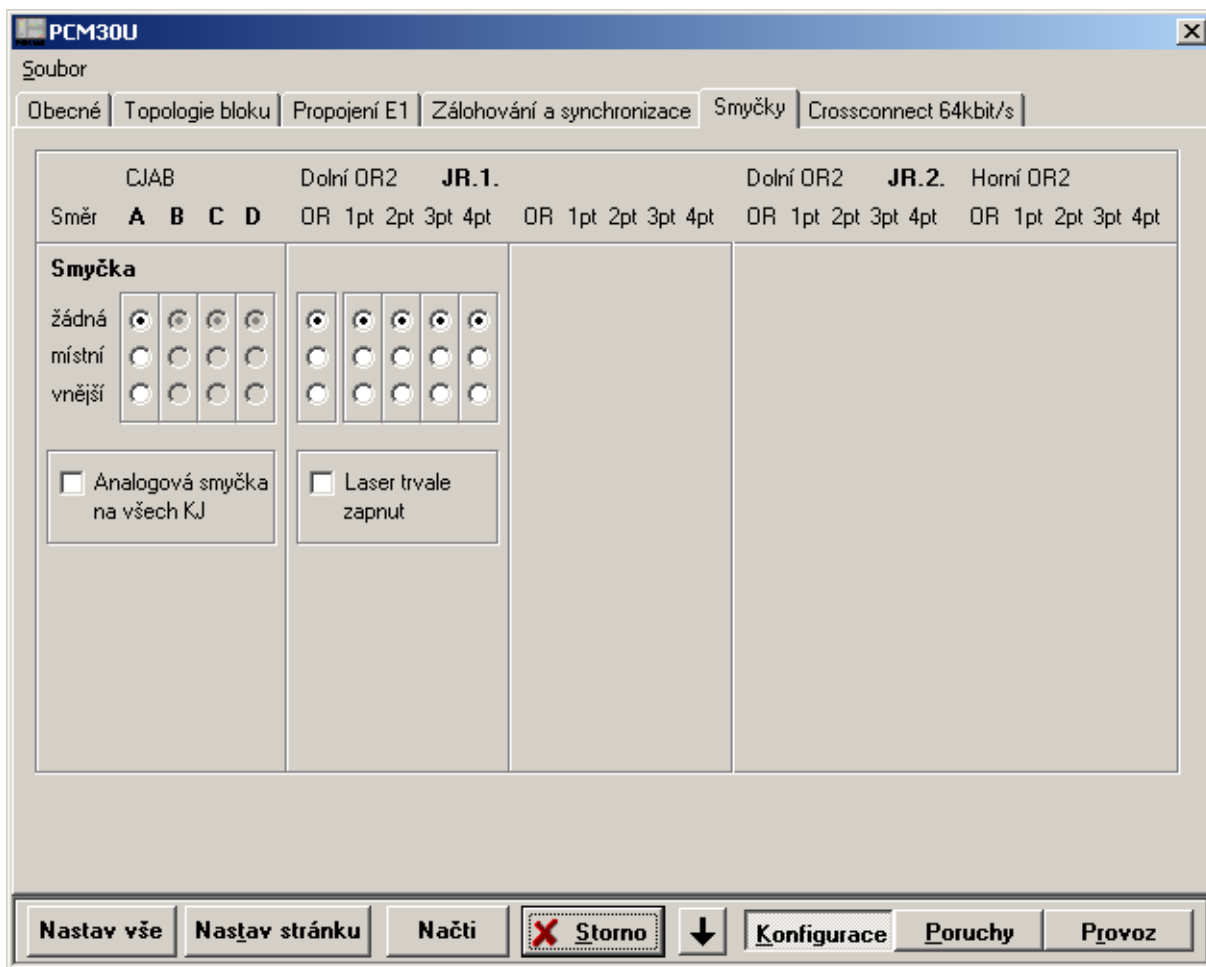 PCM30U
Soubor
Obecné Topologie bloku Propojení E1 Zálohování a synchronizace Smyčky Crossconnect 64kbit/s
CJAB Dolní OR2 JR.1. Dolní OR2 JR.2. Horní OR2
Směr A B C D OR 1pt 2pt 3pt 4pt OR 1pt 2pt 3pt 4pt OR 1pt 2pt 3pt 4pt OR 1pt 2pt 3pt 4pt
Smyčka
žádná
místní
vnější
Analogová smyčka
na všech KJ
Laser trvale
zapnut
Nastav vše Nastav stránku Načti Storno Konfigurace Poruchy Provoz